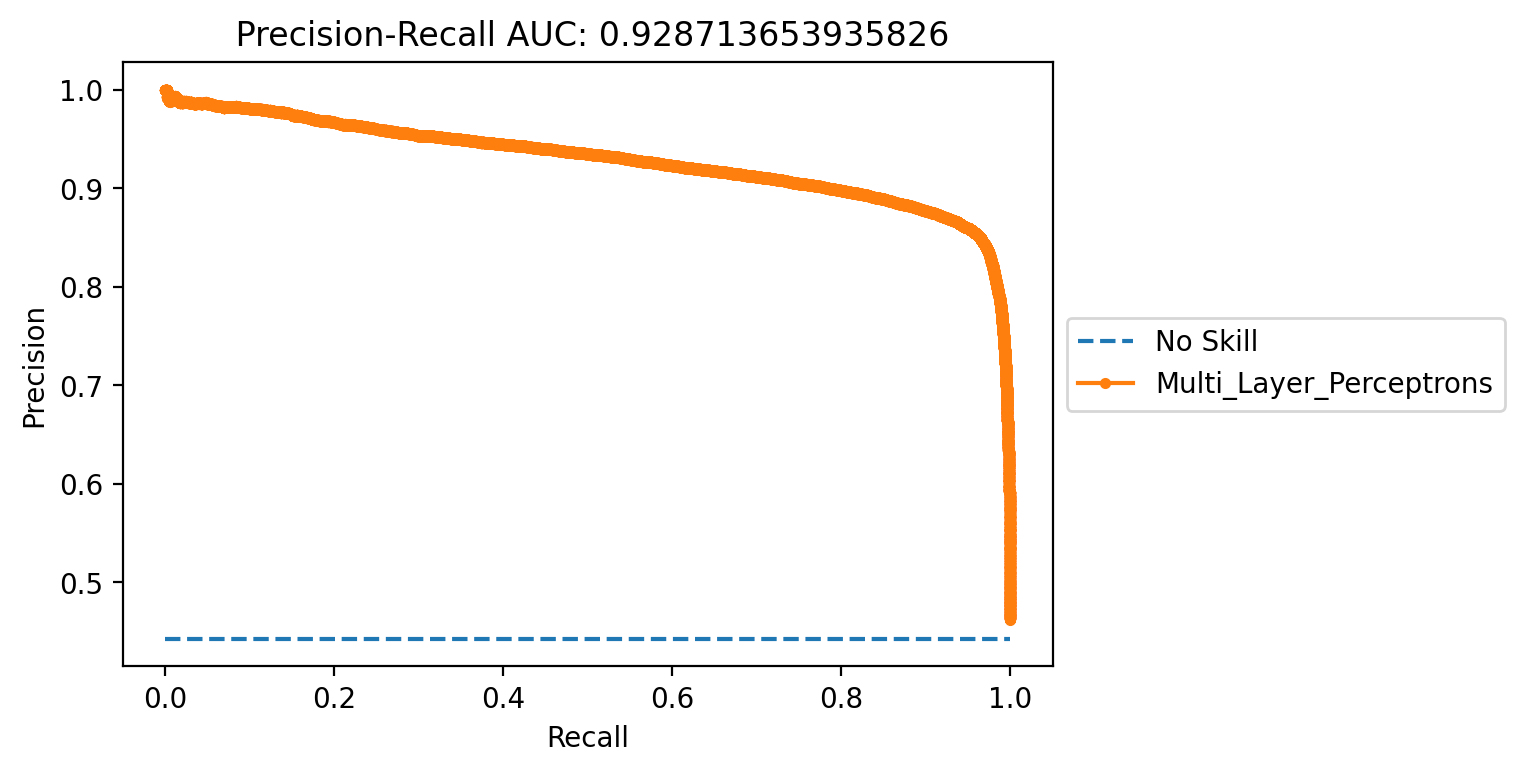 Precision-Recall AUC: 0.928713653935826
1.0
0.9
0.8
0.7
0.6
0.5
Precision
0.0 0.2 0.4 0.6 0.8 1.0
Recall
No Skill
Multi_Layer_Perceptrons